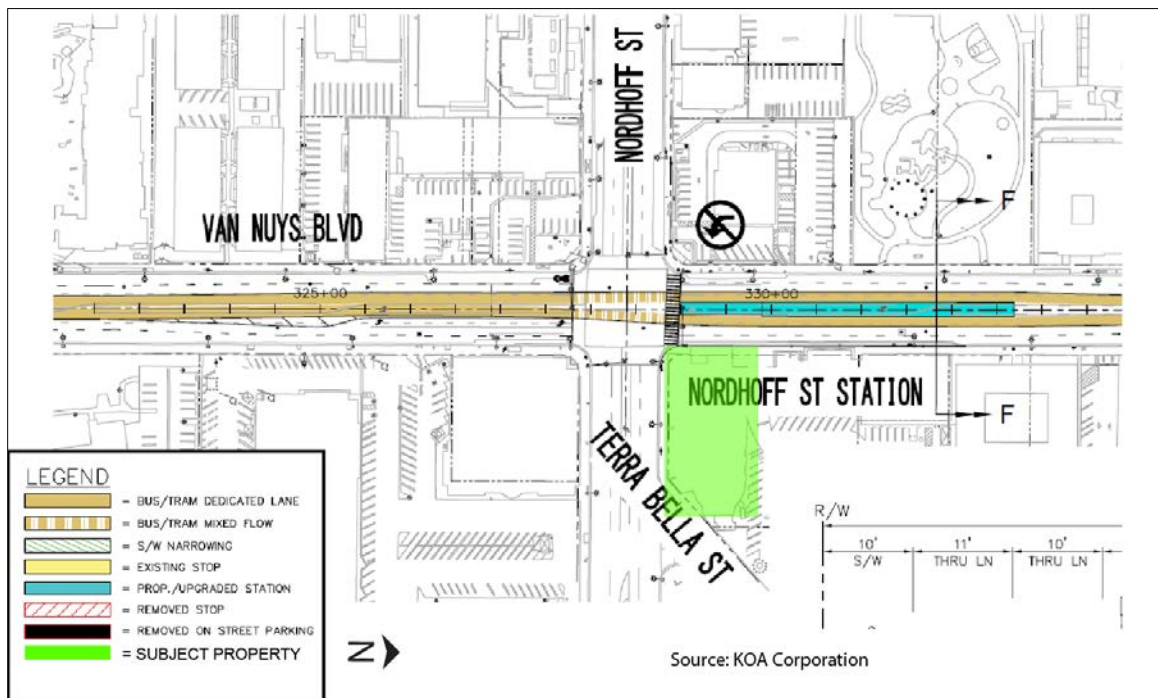 NORDHOFF ST
VAN NUYS BLVD
F
325+00
330+00
NORDHOFF ST STATION
F
TERRA BELLA ST
LEGEND
= BUS/TRAM DEDICATED LANE
= BUS/TRAM MIXED FLOW
= S/W NARROWING
= EXISTING STOP
= PROP./UPGRADED STATION
= REMOVED STOP
= REMOVED ON STREET PARKING
= SUBJECT PROPERTY
R/W
10' 11' 10'
S/W THRU LN THRU LN
N
Source: KOA Corporation